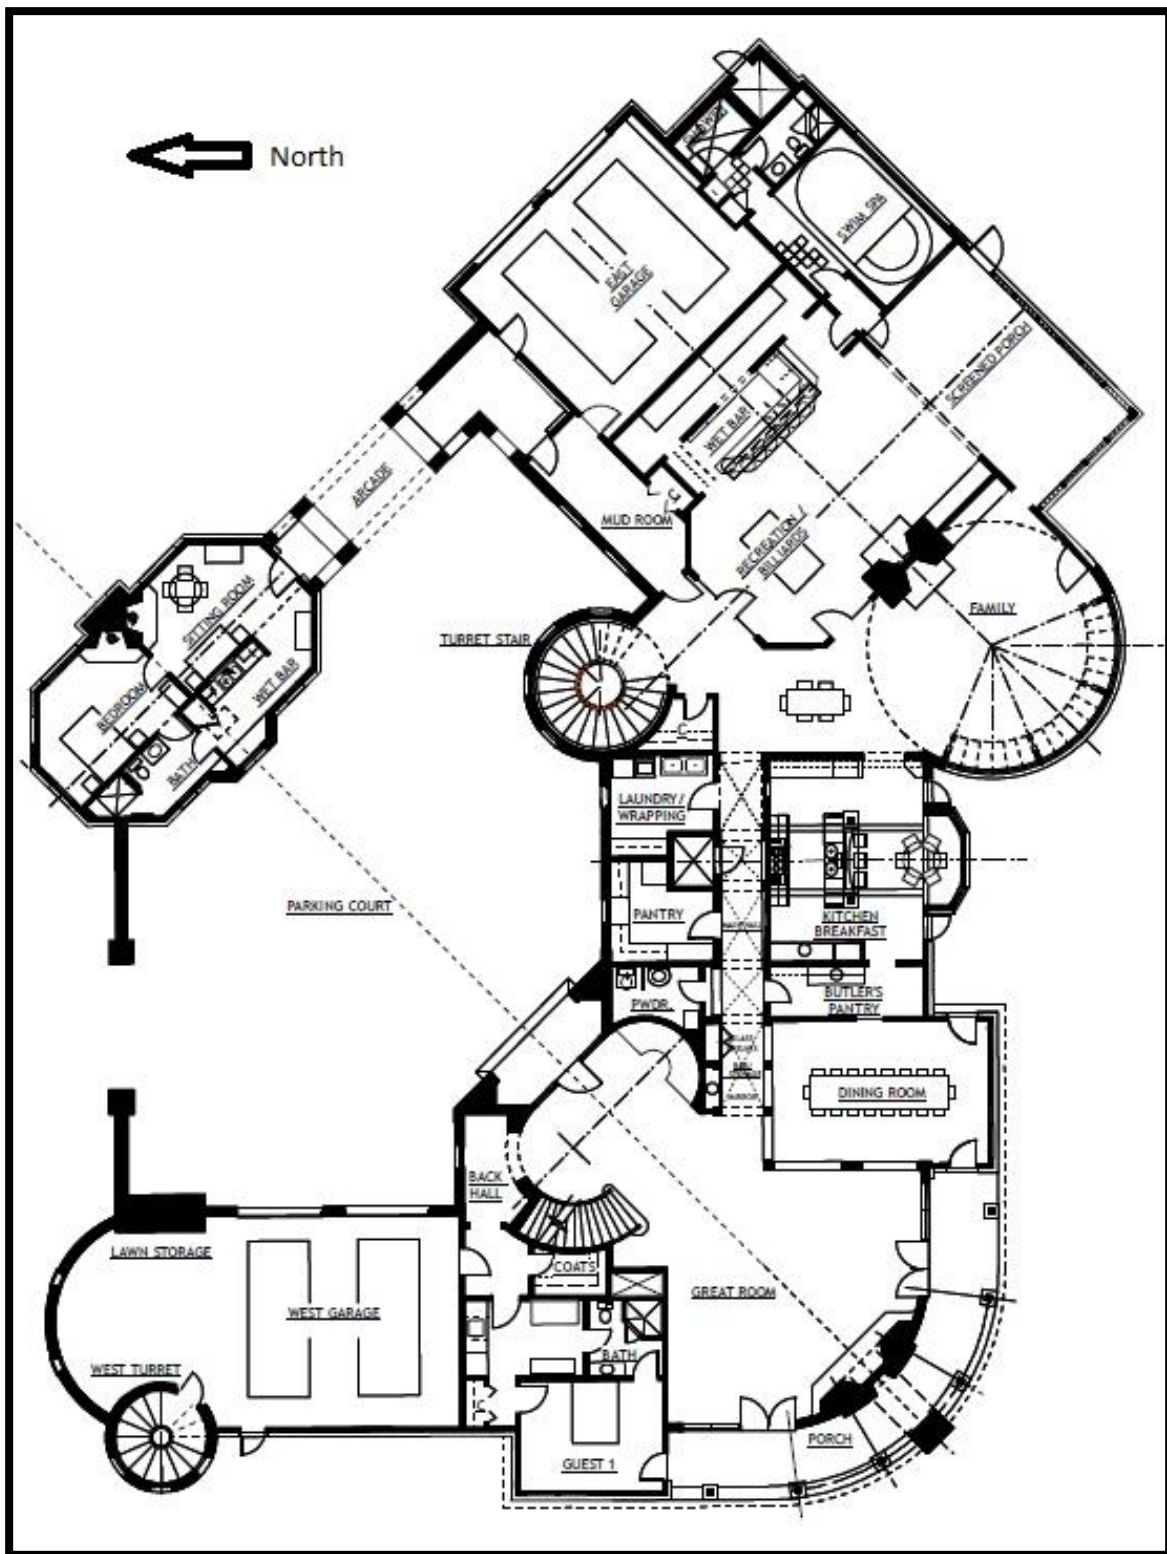 North
SHOWER
SWIM SPA
EAST
GARAGE
SCREENED PORCH
WET BAR
ARCADE
C
MUD ROOM
RECREATION /
BILLIARDS
SITTING ROOM
FAMILY
TURRET STAIR
WET BAR
BEDROOM
BATH
C
LAUNDRY/
WRAPPING
PARKING COURT
PANTRY
KITCHEN
BREAKFAST
PWDR.
BUTLER'S
PANTRY
DINING ROOM
BACK
HALL
LAWN STORAGE
COATS
GREAT ROOM
WEST GARAGE
BATH
WEST TURRET
C
PORCH
GUEST 1